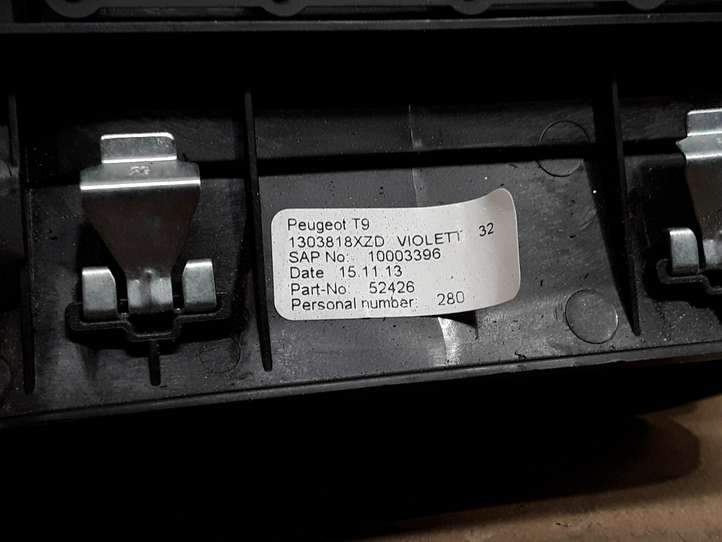 Peugeot T9
1303818XZD VIOLETT 32
SAP No: 10003396
Date 15.11.13
Part-No: 52426
Personal number: 280